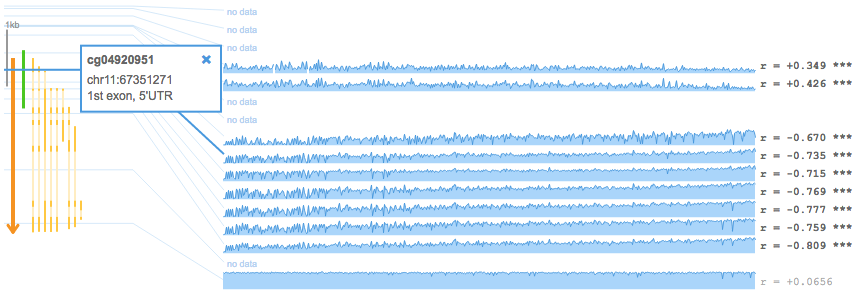 no data
1kb
no data
no data
cg04920951 ✖
chr11:67351271
1st exon, 5'UTR
r = +0.349 ***
r = +0.426 ***
no data
no data
r = -0.670 ***
r = -0.735 ***
r = -0.715 ***
r = -0.769 ***
r = -0.777 ***
r = -0.759 ***
r = -0.809 ***
no data
r = +0.0656